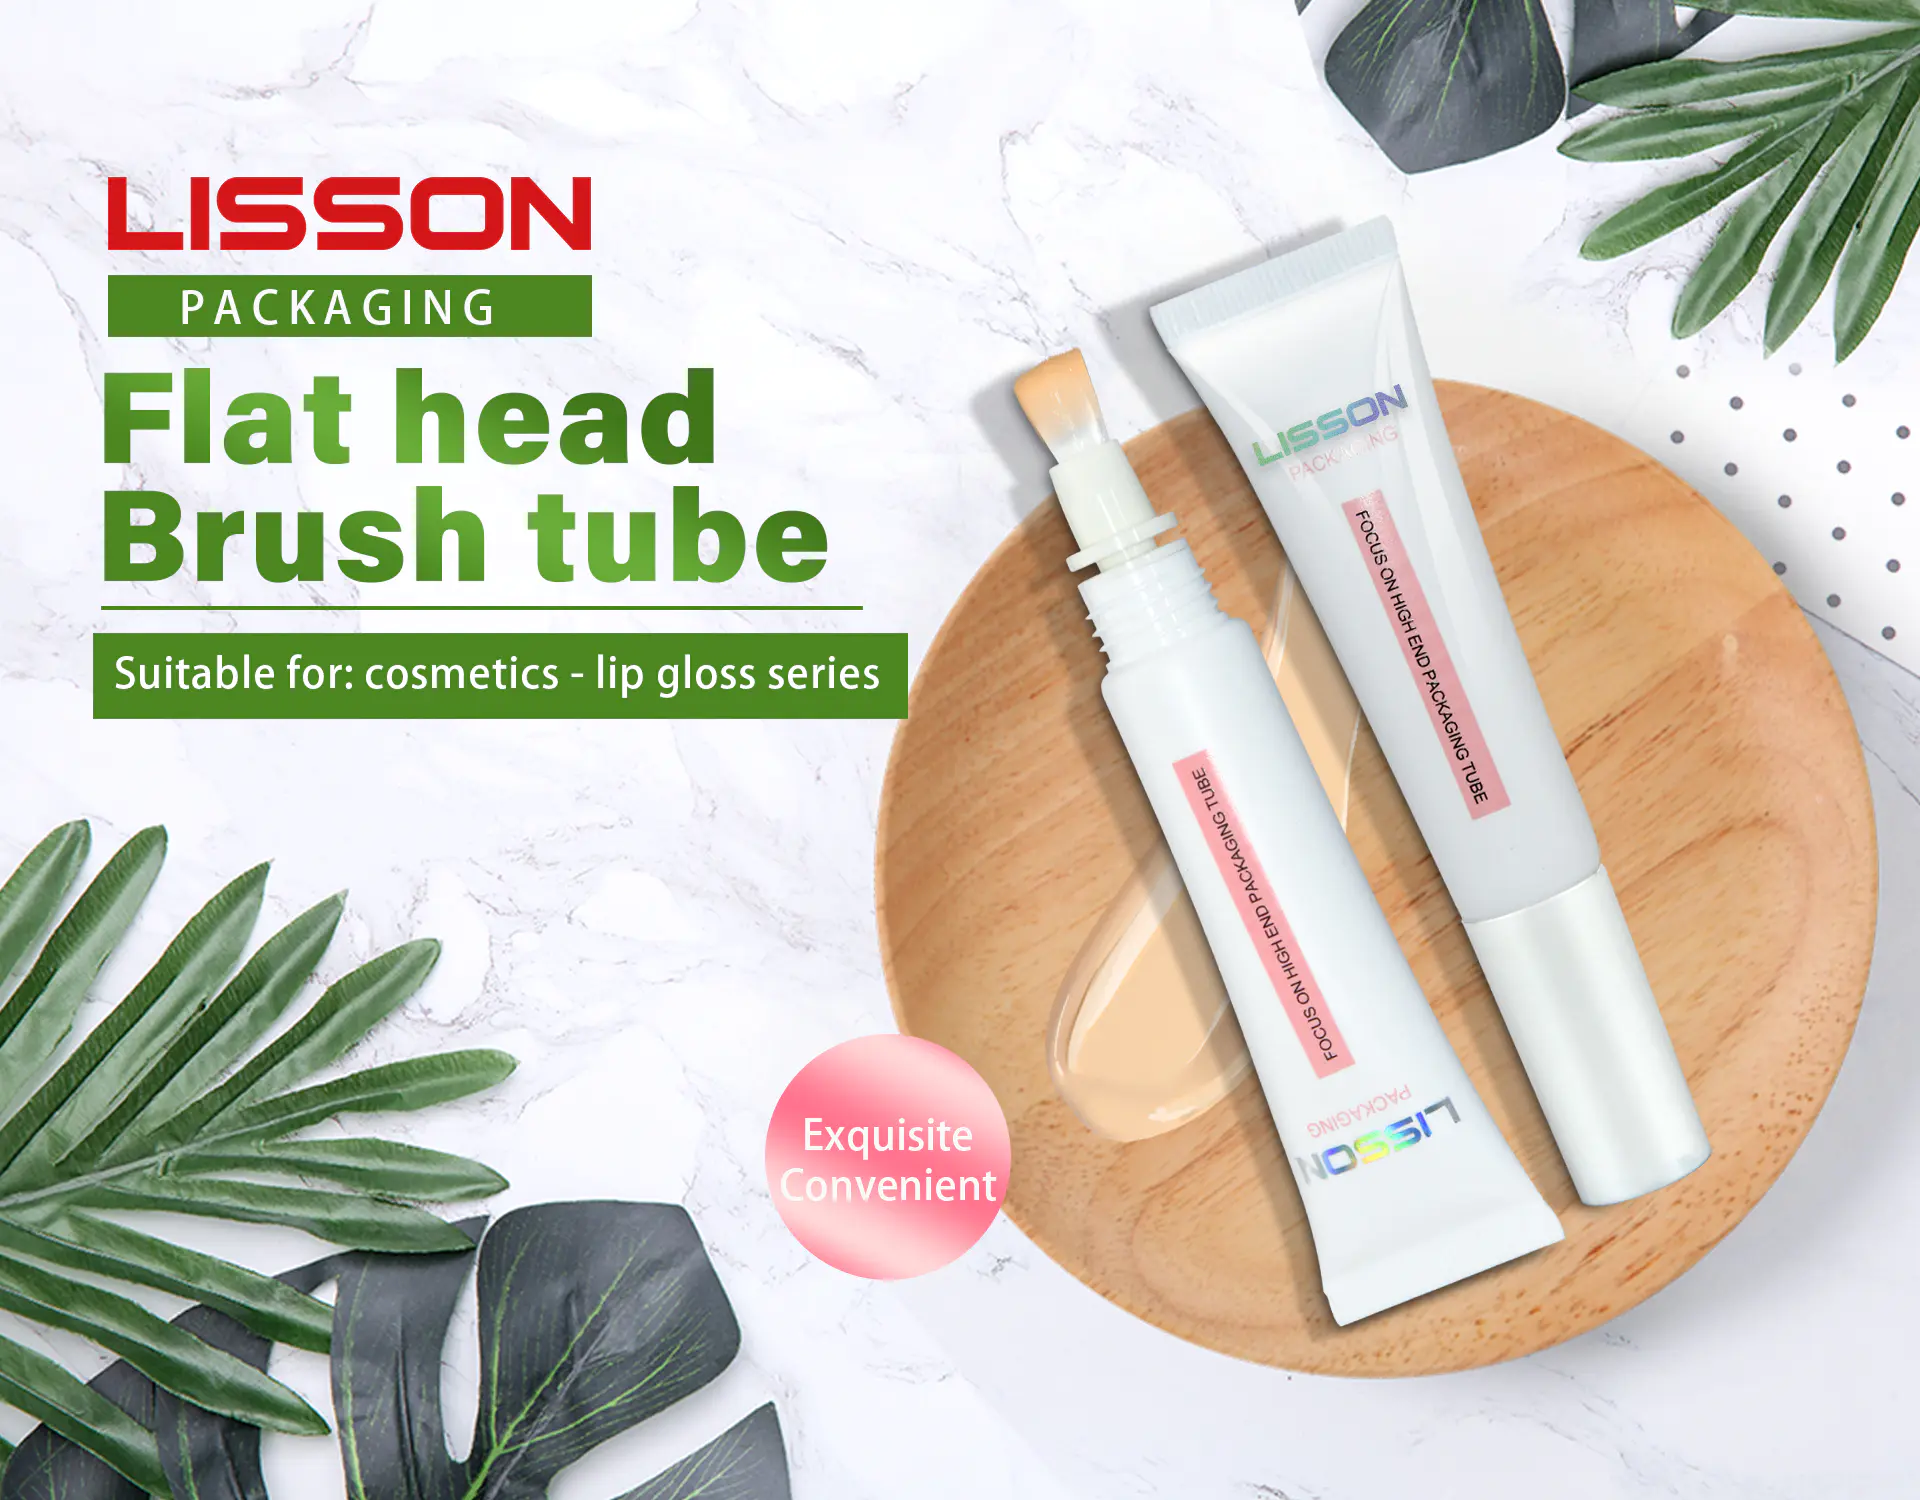 LISSON
PACKAGING
Flat head
Brush tube
Suitable for: cosmetics - lip gloss series
LISSON
PACKAGING
FOCUS ON HIGH END PACKAGING TUBE
FOCUS ON HIGH END PACKAGING TUBE
PACKAGING
LISSON
Exquisite
Convenient